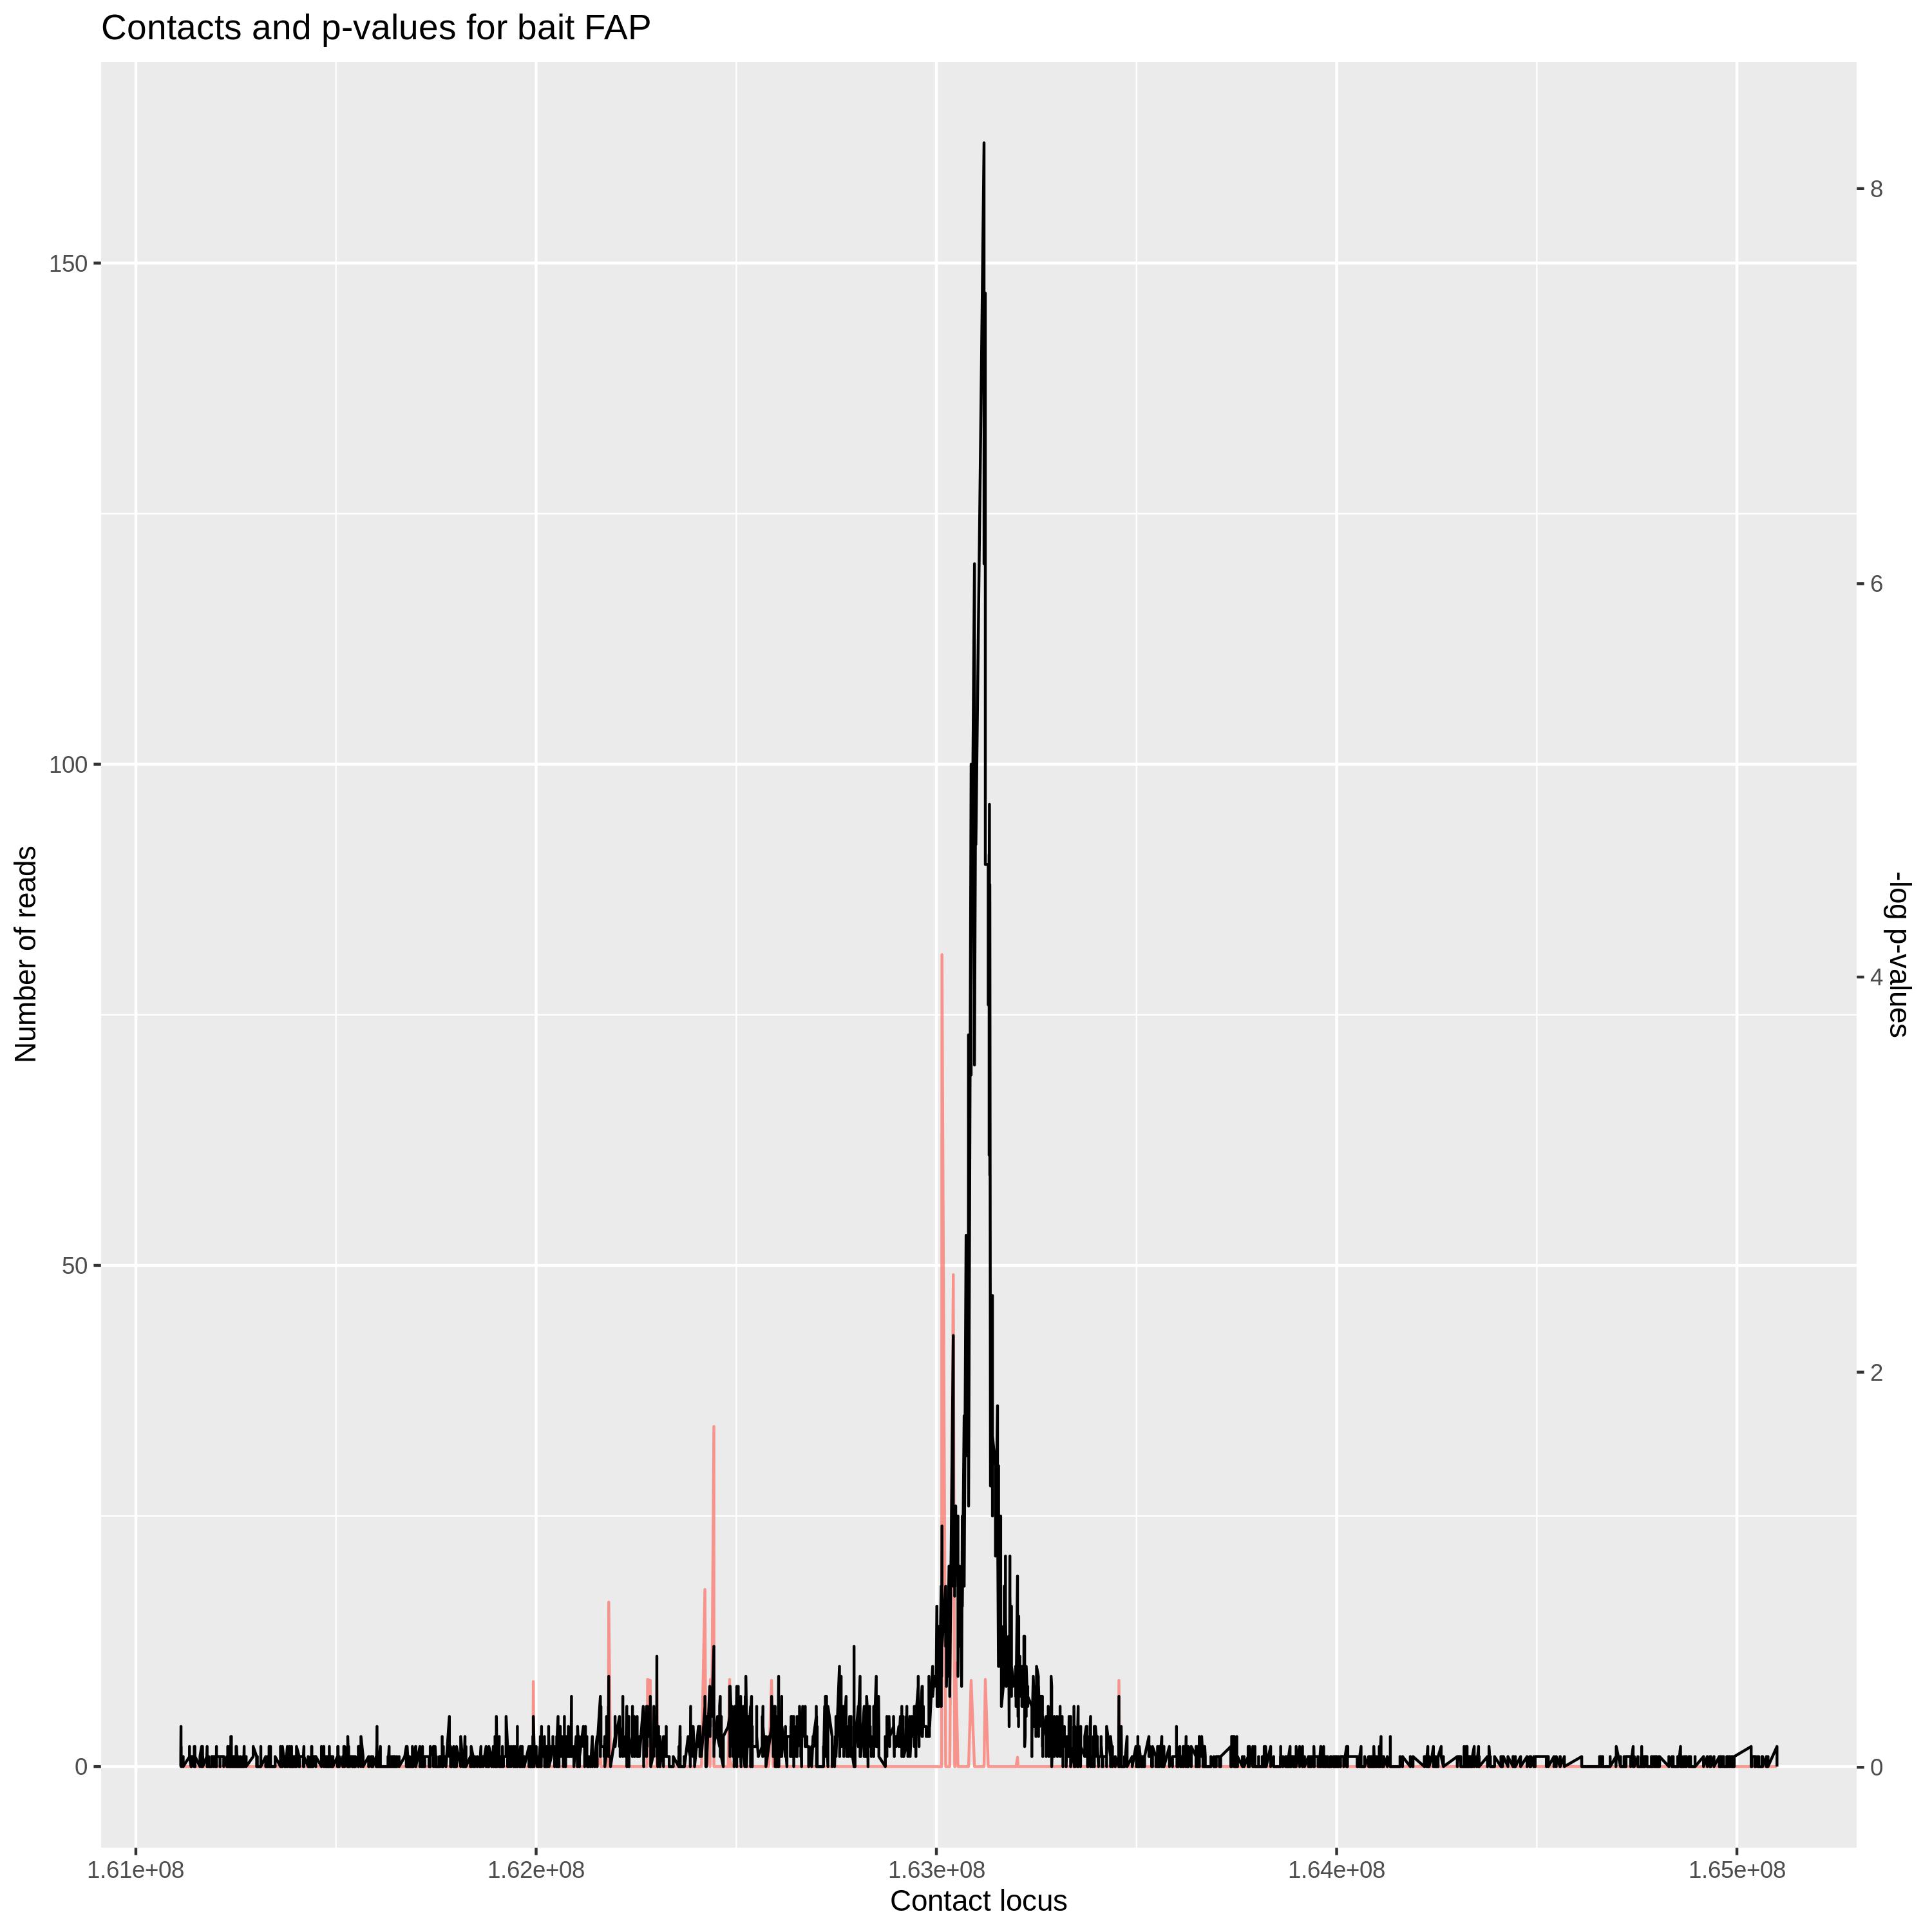 Contacts and p-values for bait FAP
150
100
50
0
8
6
4
2
0
Number of reads
-log p-values
1.61e+08
1.62e+08
1.63e+08
1.64e+08
1.65e+08
Contact locus